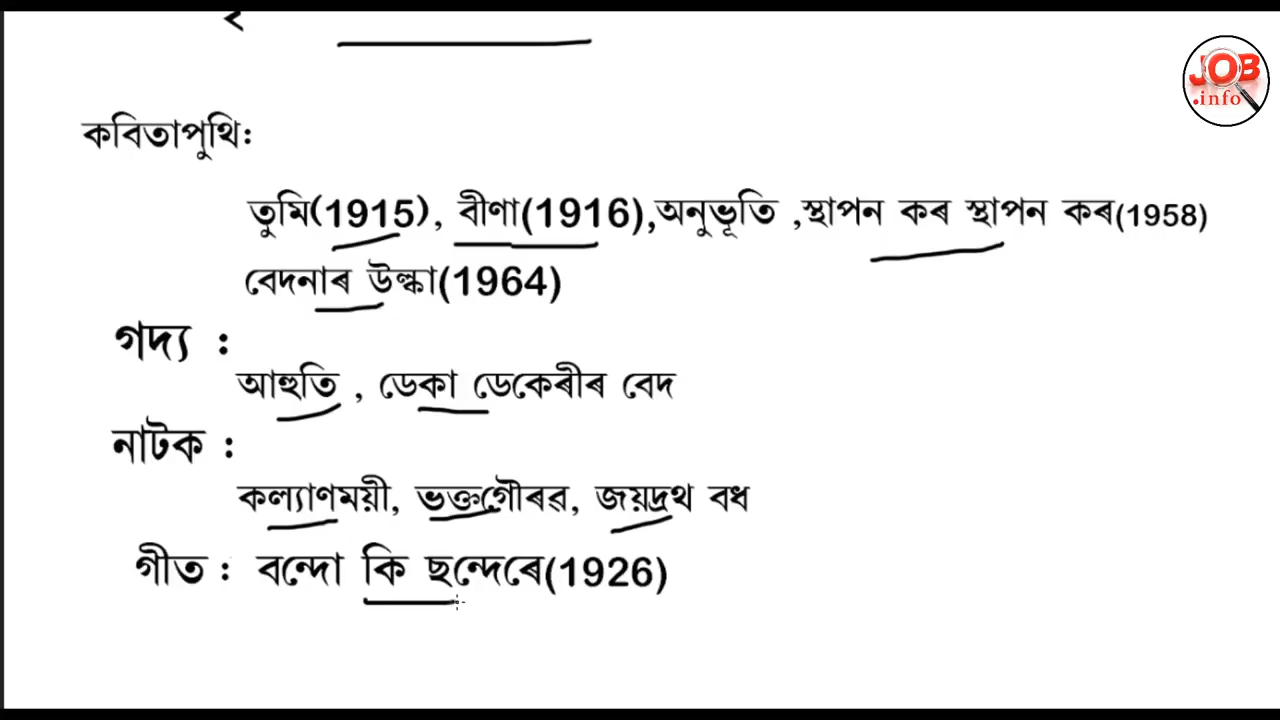 JOB
.info
কবিতাপুথি:
তুমি(1915), বীণা(1916),অনুভূতি ,স্থাপন কৰ স্থাপন কৰ(1958)
বেদনাৰ উল্কা(1964)
গদ্য :
আহুতি , ডেকা ডেকেৰীৰ বেদ
নাটক :
কল্যাণময়ী, ভক্তগৌৰৱ, জয়দ্ৰথ বধ
গীত: বন্দো কি ছন্দেৰে(1926)